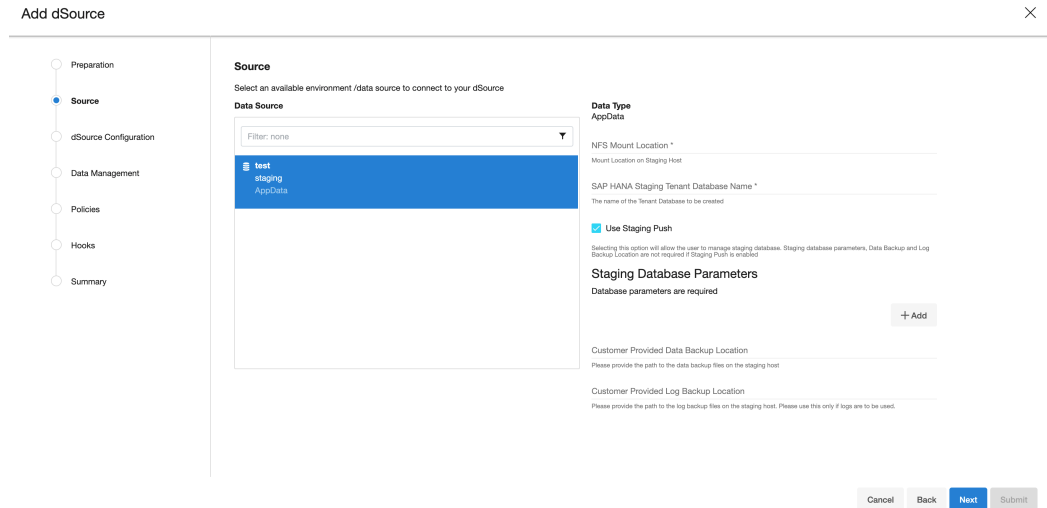 Add dSource
Preparation
Source
dSource Configuration
Data Management
Policies
Hooks
Summary
Source
Select an available environment /data source to connect to your dSource
Data Source
Filter: none
test
staging
AppData
Data Type
AppData
NFS Mount Location *
Mount Location on Staging Host
SAP HANA Staging Tenant Database Name *
The name of the Tenant Database to be created
Use Staging Push
Selecting this option will allow the user to manage staging database. Staging database parameters, Data Backup and Log
Backup Location are not required if Staging Push is enabled
Staging Database Parameters
Database parameters are required
+ Add
Customer Provided Data Backup Location
Please provide the path to the data backup files on the staging host
Customer Provided Log Backup Location
Please provide the path to the log backup files on the staging host. Please use this only if logs are to be used.
Cancel
Back
Next
Submit